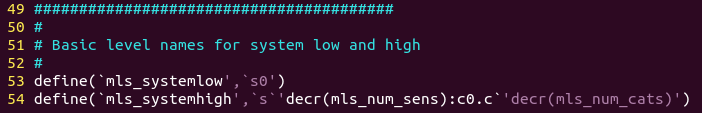 49 ########################################
50 #
51 # Basic level names for system low and high
52 #
53 define(`mls_systemlow',`s0')
54 define(`mls_systemhigh',`s`'decr(mls_num_sens):c0.c`'decr(mls_num_cats)')